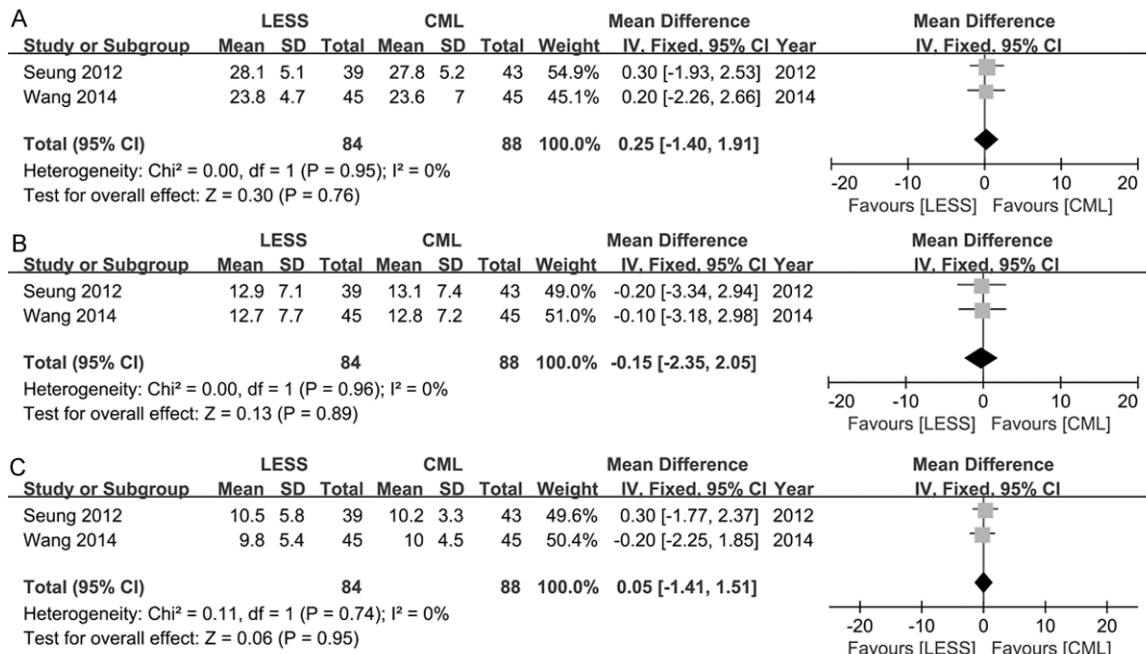 A
LESS CML Mean Difference Mean Difference
Study or Subgroup Mean SD Total Mean SD Total Weight IV, Fixed, 95% CI Year IV, Fixed, 95% CI
Seung 2012 28.1 5.1 39 27.8 5.2 43 54.9% 0.30 [-1.93, 2.53] 2012
Wang 2014 23.8 4.7 45 23.6 7 45 45.1% 0.20 [-2.26, 2.66] 2014
Total (95% CI) 84 88 100.0% 0.25 [-1.40, 1.91]
Heterogeneity: Chi² = 0.00, df = 1 (P = 0.95); I² = 0%
Test for overall effect: Z = 0.30 (P = 0.76)
-20 -10 0 10 20
Favours [LESS] Favours [CML]
B
LESS CML Mean Difference Mean Difference
Study or Subgroup Mean SD Total Mean SD Total Weight IV, Fixed, 95% CI Year IV, Fixed, 95% CI
Seung 2012 12.9 7.1 39 13.1 7.4 43 49.0% -0.20 [-3.34, 2.94] 2012
Wang 2014 12.7 7.7 45 12.8 7.2 45 51.0% -0.10 [-3.18, 2.98] 2014
Total (95% CI) 84 88 100.0% -0.15 [-2.35, 2.05]
Heterogeneity: Chi² = 0.00, df = 1 (P = 0.96); I² = 0%
Test for overall effect: Z = 0.13 (P = 0.89)
-20 -10 0 10 20
Favours [LESS] Favours [CML]
C
LESS CML Mean Difference Mean Difference
Study or Subgroup Mean SD Total Mean SD Total Weight IV, Fixed, 95% CI Year IV, Fixed, 95% CI
Seung 2012 10.5 5.8 39 10.2 3.3 43 49.6% 0.30 [-1.77, 2.37] 2012
Wang 2014 9.8 5.4 45 10 4.5 45 50.4% -0.20 [-2.25, 1.85] 2014
Total (95% CI) 84 88 100.0% 0.05 [-1.41, 1.51]
Heterogeneity: Chi² = 0.11, df = 1 (P = 0.74); I² = 0%
Test for overall effect: Z = 0.06 (P = 0.95)
-20 -10 0 10 20
Favours [LESS] Favours [CML]